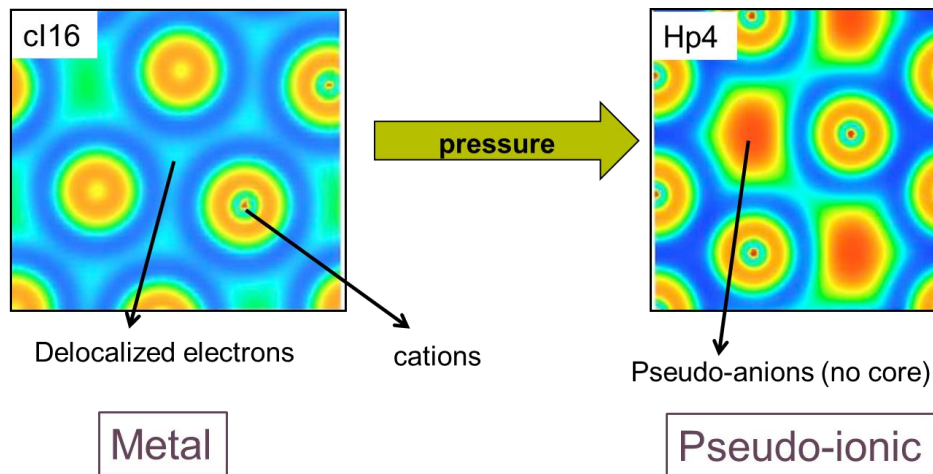 cI16
Hp4
pressure
Delocalized electrons
cations
Pseudo-anions (no core)
Metal
Pseudo-ionic